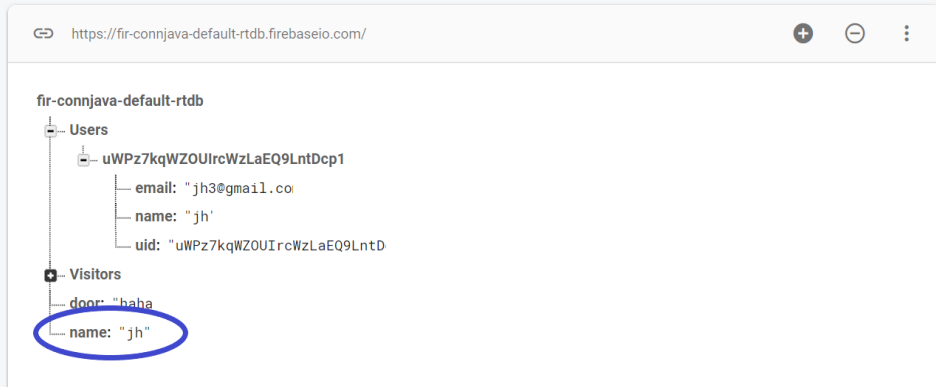 https://fir-connjava-default-rtdb.firebaseio.com/
fir-connjava-default-rtdb
Users
uWPz7kqWZOUIrcWzLaEQ9LntDcp1
email: "jh3@gmail.co
name: "jh'
uid: "uWPz7kqWZOUIrcWzLaEQ9LntD
Visitors
door: "haha
name: "jh"